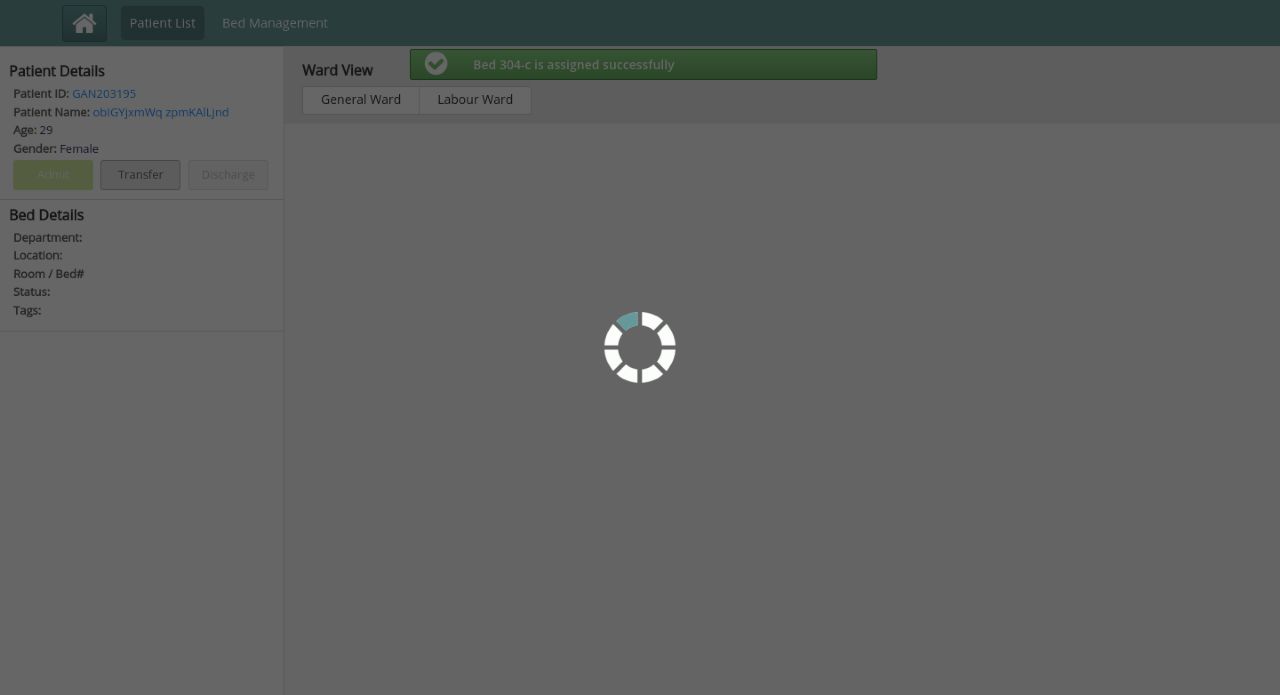 Patient List
Bed Management
Patient Details
Patient ID: GAN203195
Patient Name: obiGYjxmWq zpmKAlLjnd
Age: 29
Gender: Female
Admit
Transfer
Discharge
Bed Details
Department:
Location:
Room / Bed#
Status:
Tags:
Ward View
Bed 304-c is assigned successfully
General Ward
Labour Ward